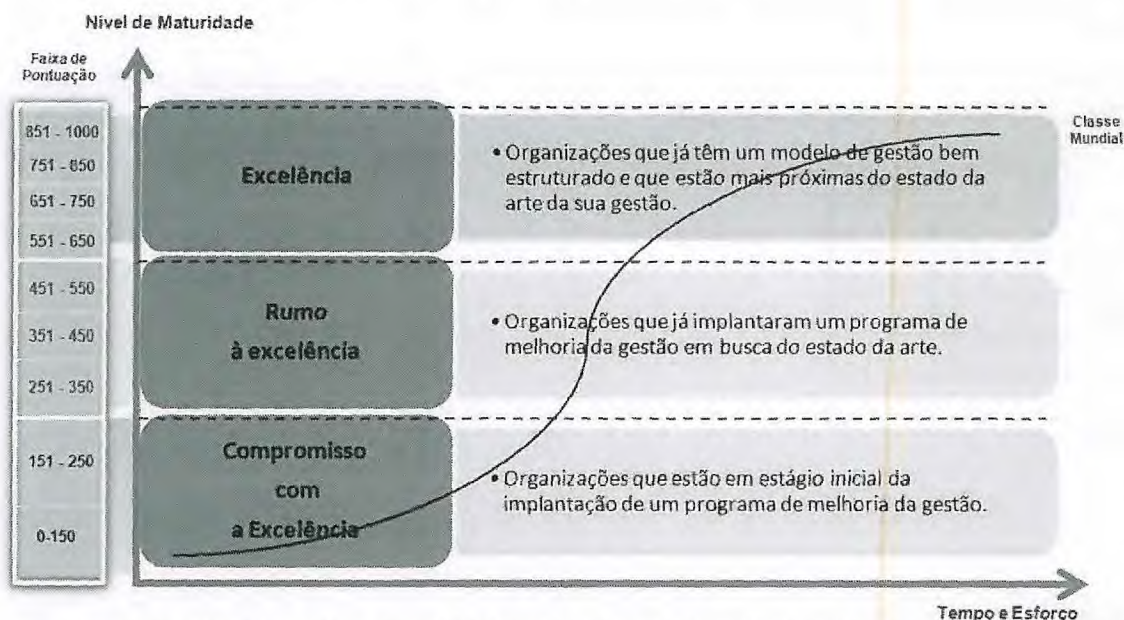 Nivel de Maturidade
Faixa de
Pontuação
851 - 1000
751 - 850
651 - 750
551 - 650
451 - 550
351 - 450
251 - 350
151 - 250
0-150
Excelência
• Organizações que já têm um modelo de gestão bem
estruturado e que estão mais próximas do estado da
arte da sua gestão.
Classe
Mundial
Rumo
à excelência
• Organizações que já implantaram um programa de
melhoria da gestão em busca do estado da arte.
Compromisso
com
a Excelência
• Organizações que estão em estágio inicial da
implantação de um programa de melhoria da gestão.
Tempo e Esforço